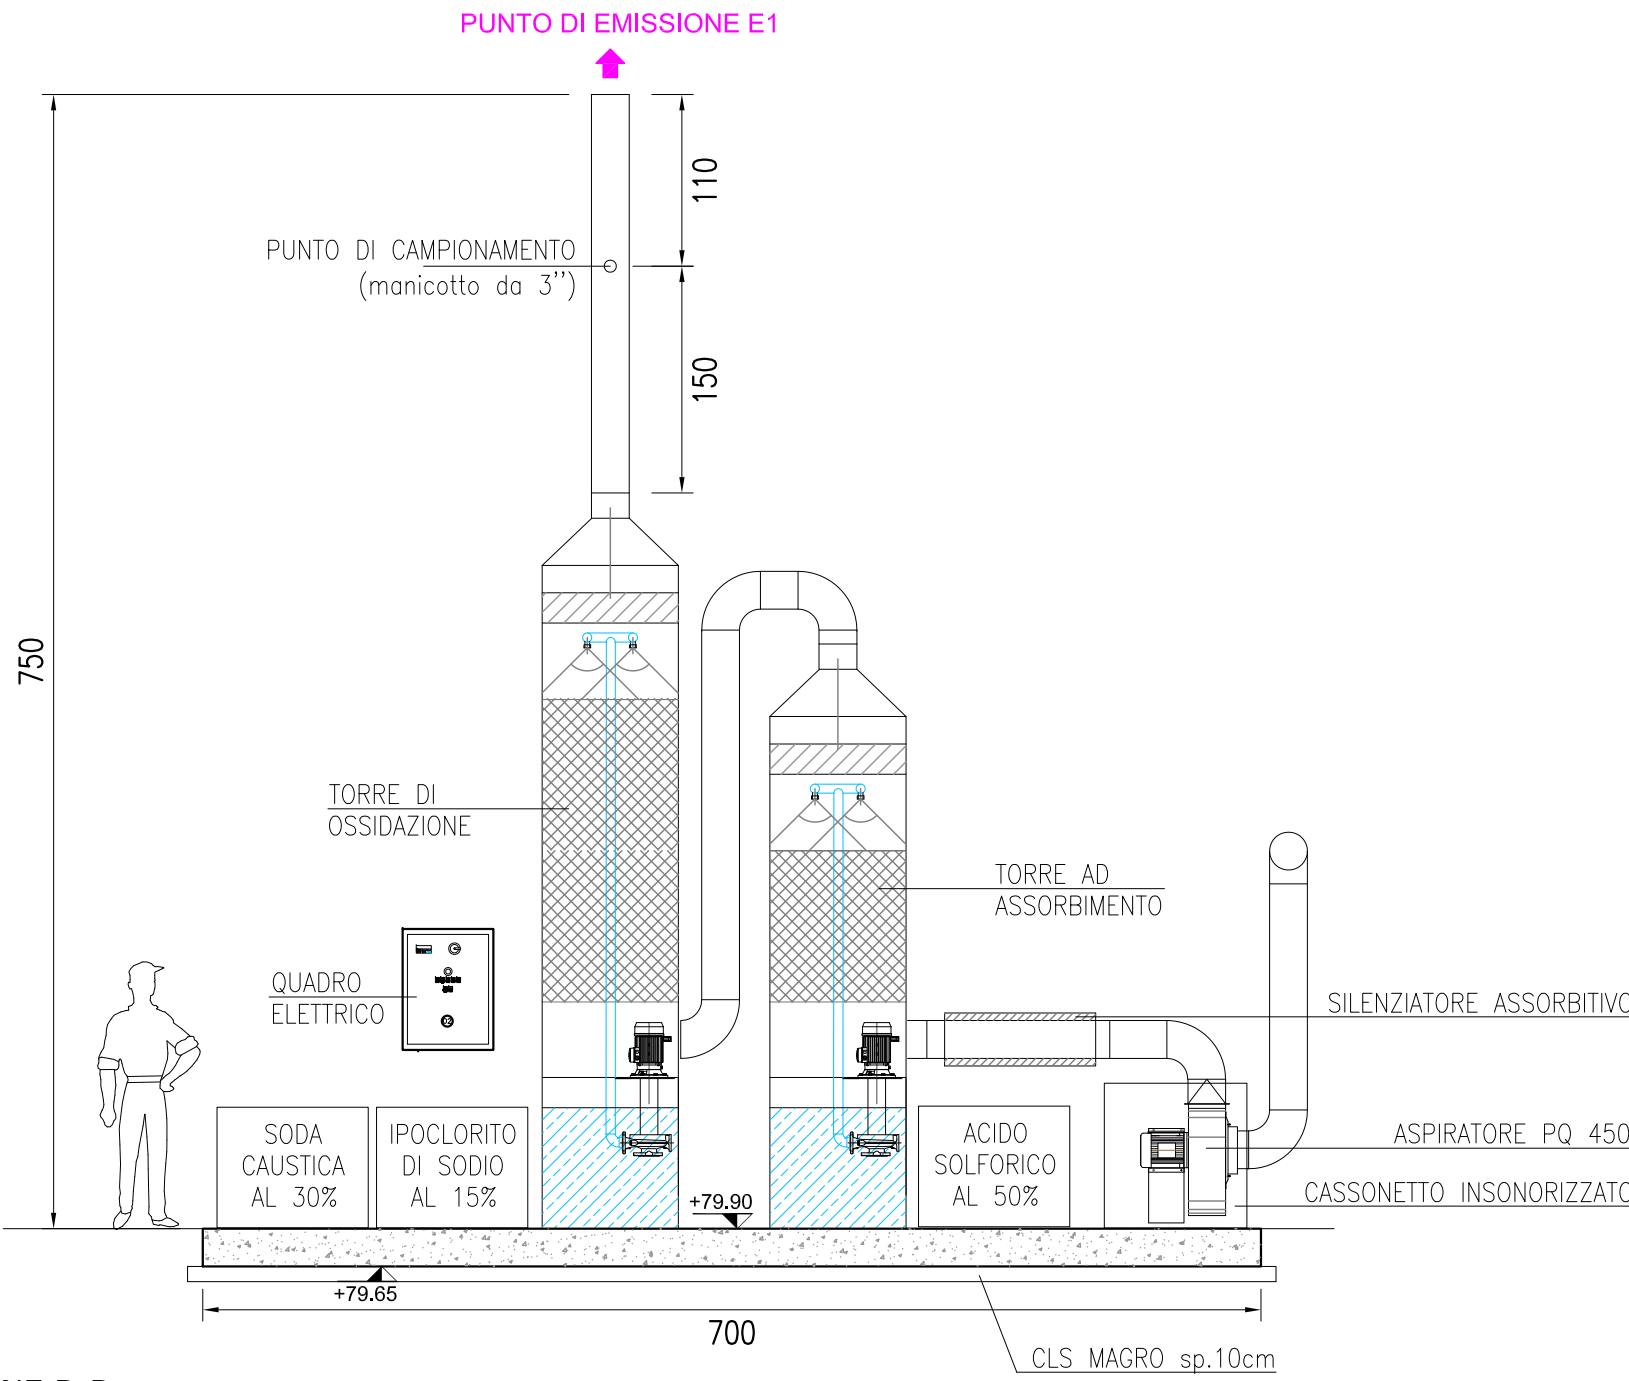 PUNTO DI EMISSIONE E1
110
PUNTO DI CAMPIONAMENTO
(manicotto da 3'')
150
750
TORRE DI
OSSIDAZIONE
TORRE AD
ASSORBIMENTO
QUADRO
ELETTRICO
SILENZIATORE ASSORBITIVO
SODA
CAUSTICA
AL 30%
IPOCLORITO
DI SODIO
AL 15%
ACIDO
SOLFORICO
AL 50%
ASPIRATORE PQ 450
CASSONETTO INSONORIZZATO
+79.90
+79.65
700
CLS MAGRO sp.10cm